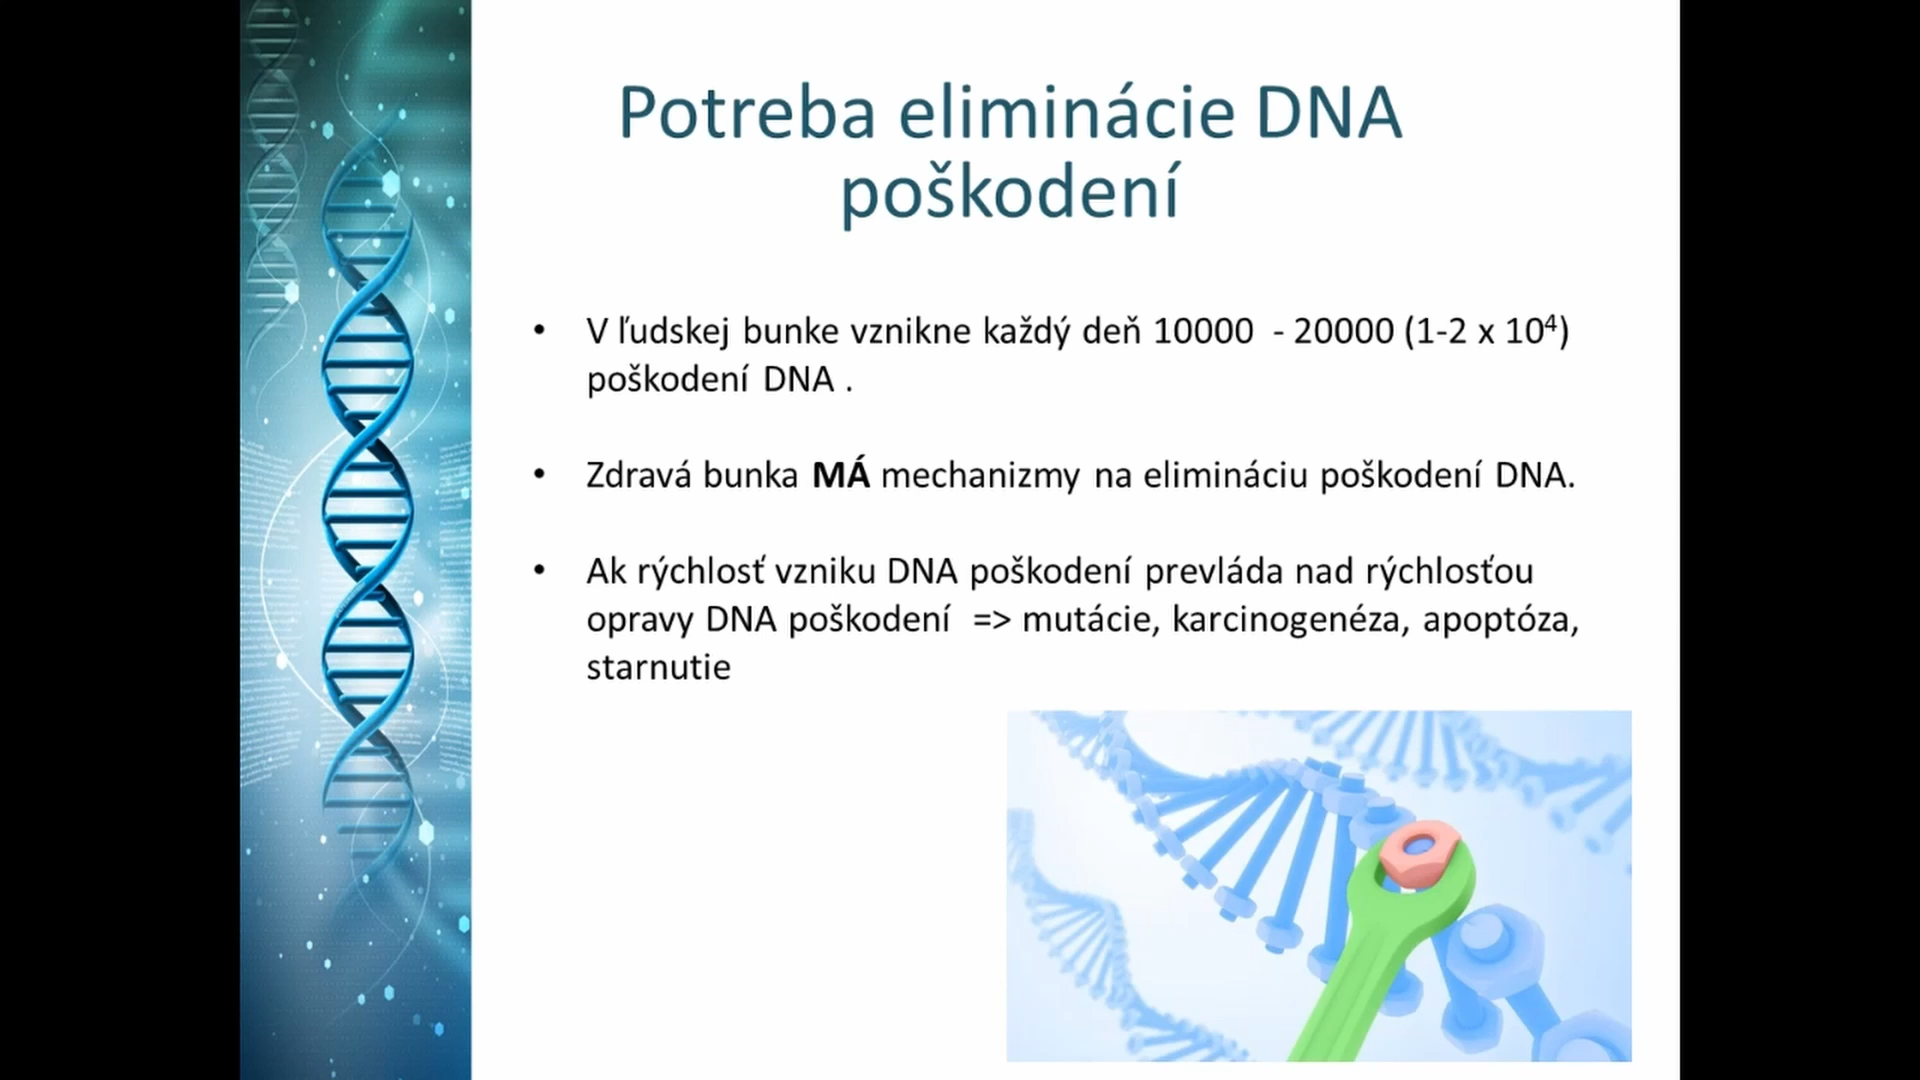 Potreba eliminácie DNA
poškodení
• V ľudskej bunke vznikne každý deň 10000 - 20000 (1-2 x 10⁴)
poškodení DNA .
• Zdravá bunka MÁ mechanizmy na elimináciu poškodení DNA.
• Ak rýchlosť vzniku DNA poškodení prevláda nad rýchlosťou
opravy DNA poškodení => mutácie, karcinogenéza, apoptóza,
starnutie